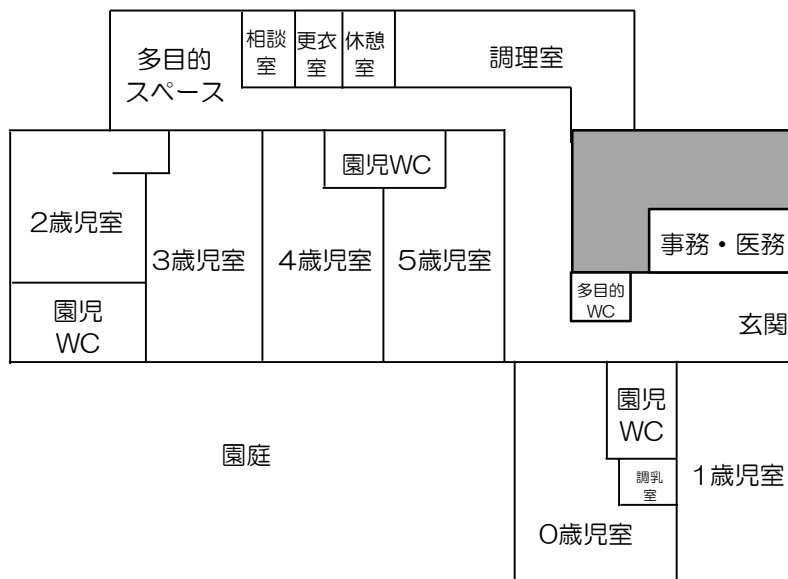 相談
室
更衣
室
休憩
室
調理室
多目的
スペース
園児WC
2歳児室
3歳児室
4歳児室
5歳児室
事務・医務
多目的
WC
園児
WC
玄関
園児
WC
園庭
調乳
室
1歳児室
0歳児室